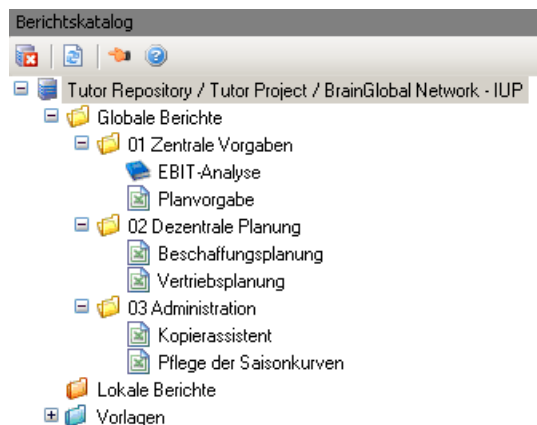 Berichtskatalog
Tutor Repository / Tutor Project / BrainGlobal Network - IUP
Globale Berichte
01 Zentrale Vorgaben
EBIT-Analyse
Planvorgabe
02 Dezentrale Planung
Beschaffungsplanung
Vertriebsplanung
03 Administration
Kopierassistent
Pflege der Saisonkurven
Lokale Berichte
Vorlagen